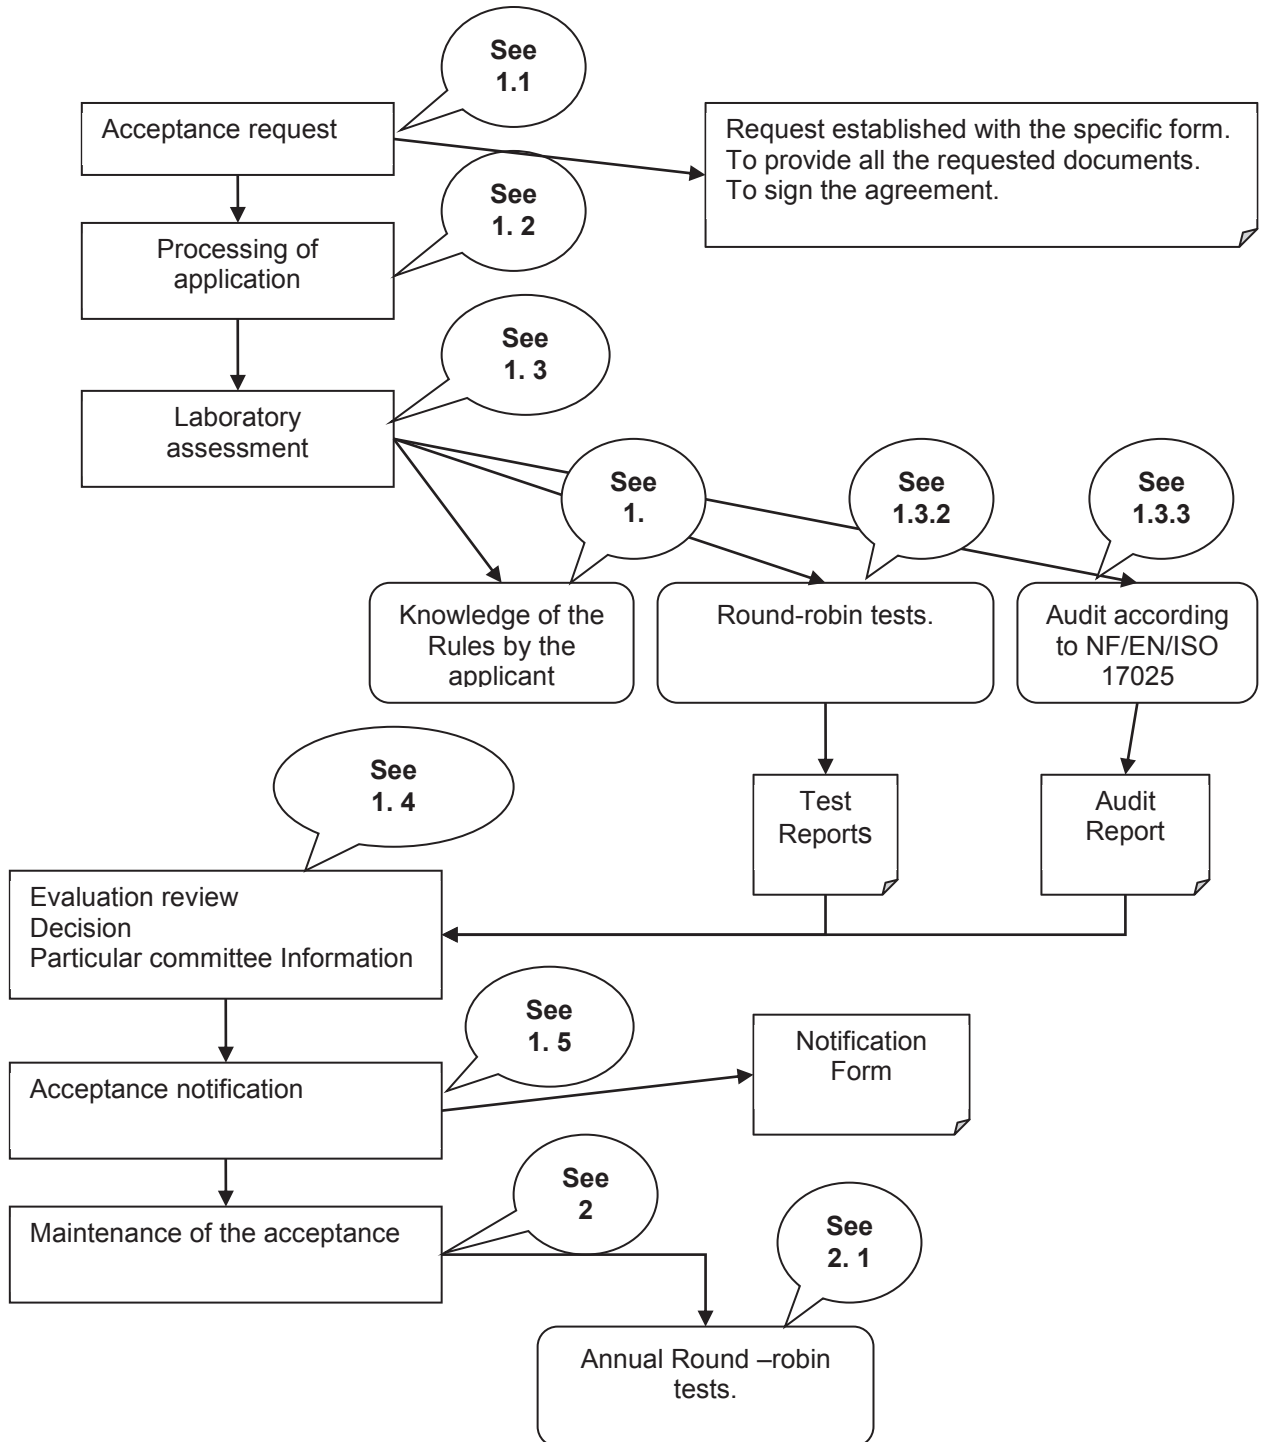 See
1.1
Acceptance request
Request established with the specific form.
To provide all the requested documents.
To sign the agreement.
See
1. 2
Processing of
application
See
1. 3
Laboratory
assessment
See
1.
See
1.3.2
See
1.3.3
Knowledge of the
Rules by the
applicant
Round-robin tests.
Audit according
to NF/EN/ISO
17025
See
1. 4
Test
Reports
Audit
Report
Evaluation review
Decision
Particular committee Information
See
1. 5
Notification
Form
Acceptance notification
See
2
Maintenance of the acceptance
See
2. 1
Annual Round –robin
tests.